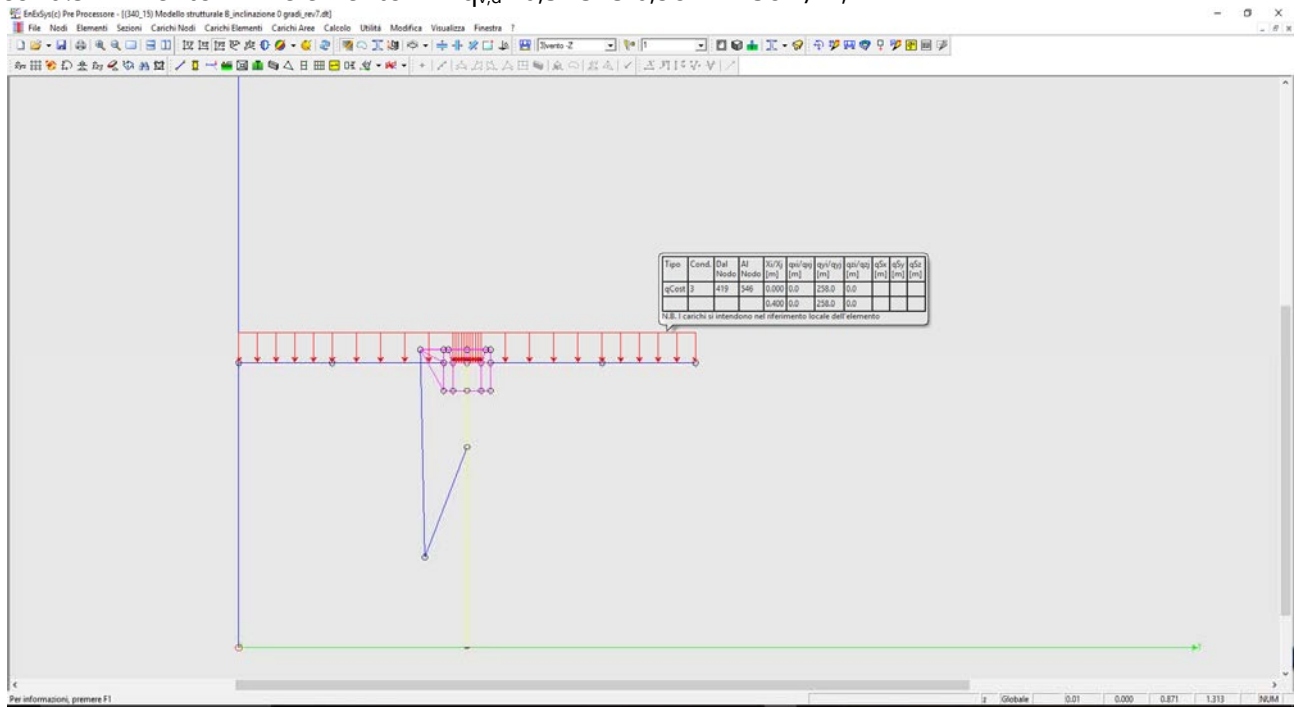 EnExSys(c) Pre Processore - [(340_15) Modello strutturale B_inclinazione 0 gradi_rev7.dt]
File Nodi Elementi Sezioni Carichi Nodi Carichi Elementi Carichi Aree Calcolo Utilità Modifica Visualizza Finestra ?
3)vento -Z
1
Tipo Cond. Dal Nodo Al Nodo Xi/Xj [m] qxi/qxj [m] qyi/qyj [m] qzi/qzj [m] qSx [m] qSy [m] qSz [m]
qCost 3 419 546 0.000 0.0 258.0 0.0
0.400 0.0 258.0 0.0
N.B. I carichi si intendono nel riferimento locale dell'elemento
Per informazioni, premere F1
z Globale 0.01 0.000 0.871 1.313 NUM